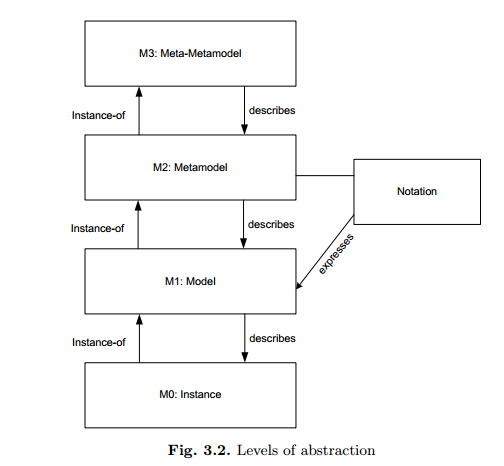 M3: Meta-Metamodel
Instance-of
describes
M2: Metamodel
Notation
Instance-of
describes
expresses
M1: Model
Instance-of
describes
M0: Instance
Fig. 3.2. Levels of abstraction